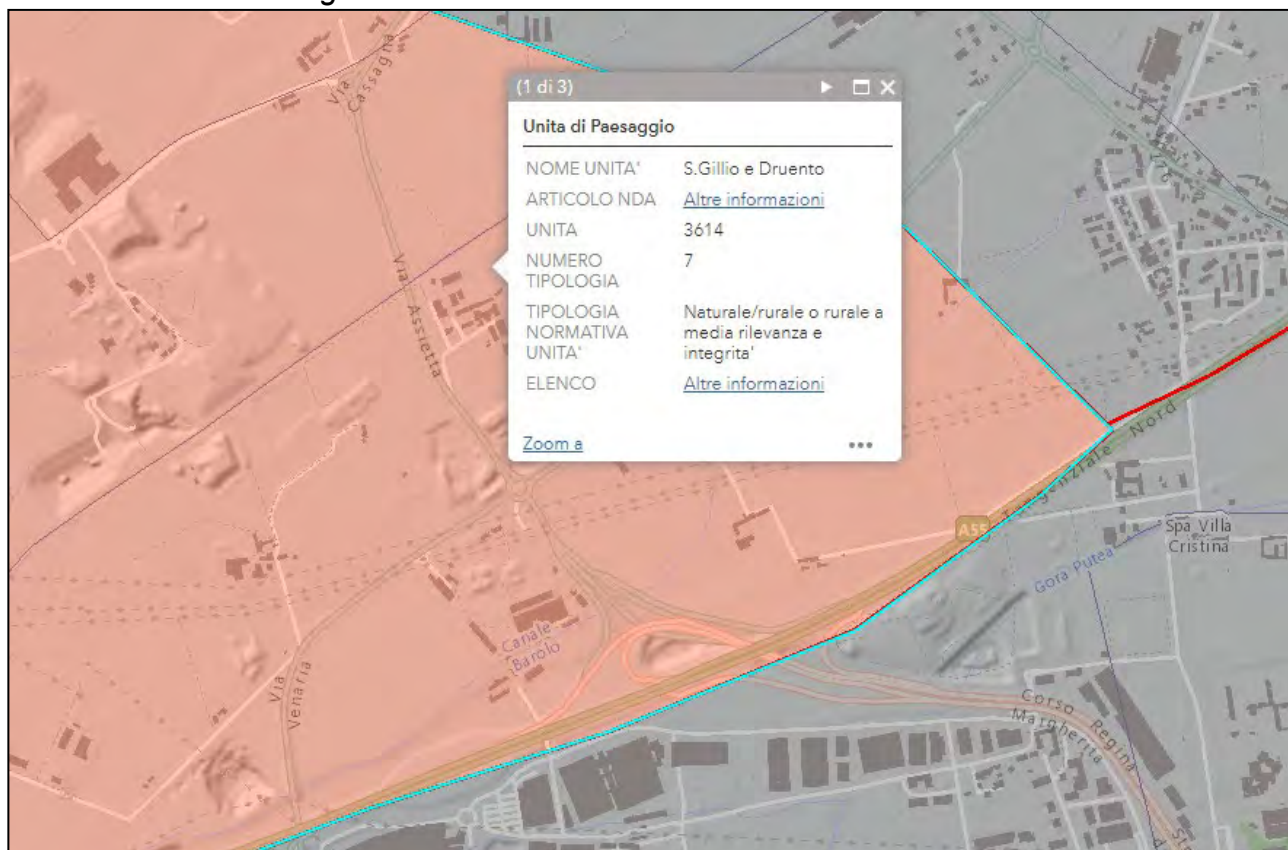 (1 di 3)
Unita di Paesaggio
NOME UNITA' S.Gillio e Druento
ARTICOLO NDA Altre informazioni
UNITA 3614
NUMERO TIPOLOGIA 7
TIPOLOGIA NORMATIVA UNITA' Naturale/rurale o rurale a media rilevanza e integrita'
ELENCO Altre informazioni
Zoom a
Via Cassagna
Via Assietta
Via Venaria
Canale Barolo
A55
Tangenziale Nord
Spa Villa
Cristina
Gora Putea
Corso Regina
Margherita